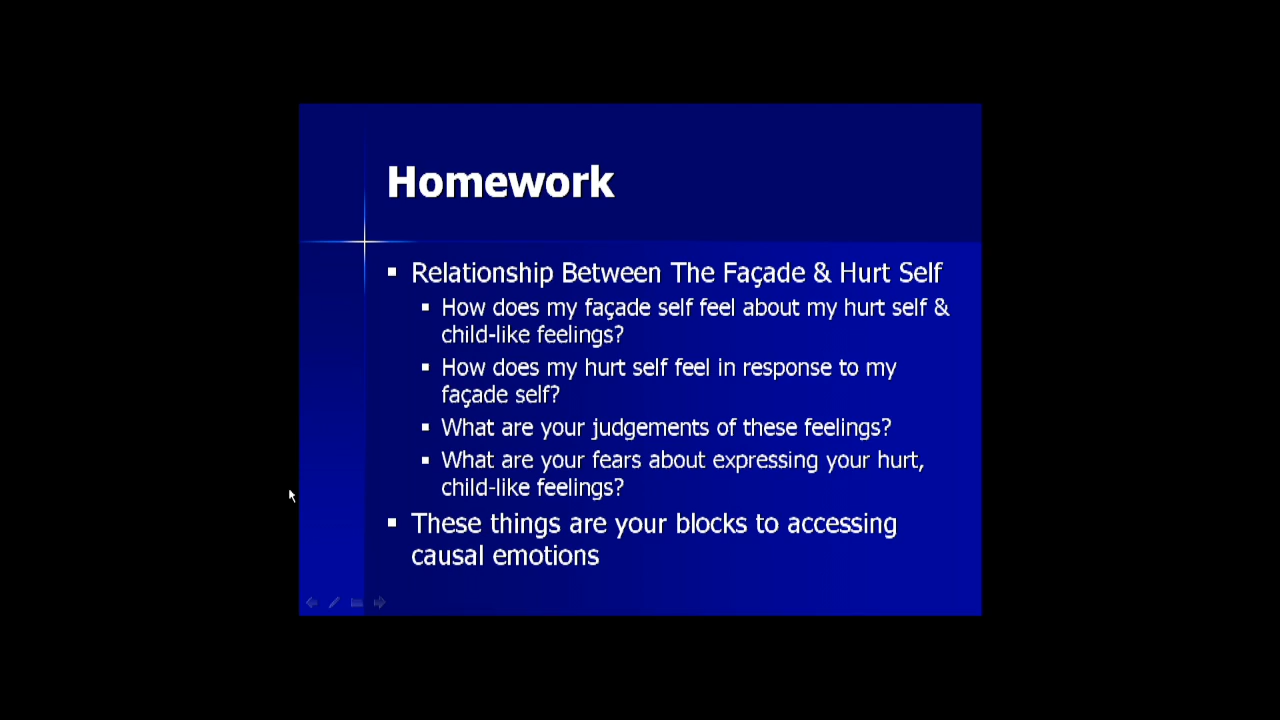 Homework
Relationship Between The Façade & Hurt Self
How does my façade self feel about my hurt self &
child-like feelings?
How does my hurt self feel in response to my
façade self?
What are your judgements of these feelings?
What are your fears about expressing your hurt,
child-like feelings?
These things are your blocks to accessing
causal emotions